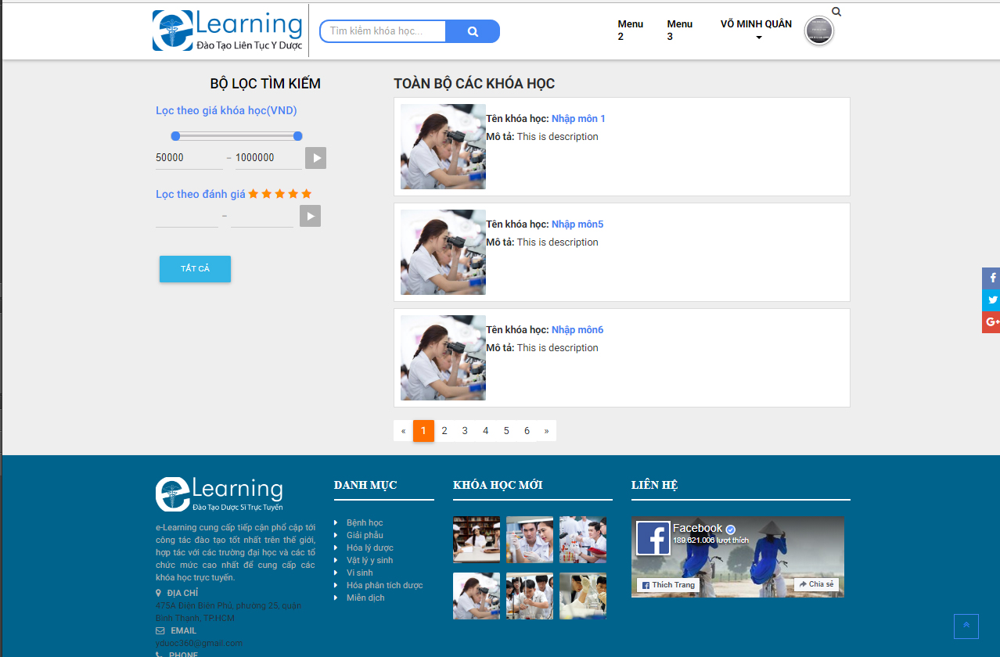 eLearning
Đào Tạo Liên Tục Y Dược
Tìm kiếm khóa học...
Menu 2
Menu 3
VÕ MINH QUÂN
BỘ LỌC TÌM KIẾM
Lọc theo giá khóa học(VND)
50000 – 1000000
Lọc theo đánh giá
–
TẤT CẢ
TOÀN BỘ CÁC KHÓA HỌC
Tên khóa học: Nhập môn 1
Mô tả: This is description
Tên khóa học: Nhập môn5
Mô tả: This is description
Tên khóa học: Nhập môn6
Mô tả: This is description
« 1 2 3 4 5 6 »
eLearning
Đào Tạo Dược Sĩ Trực Tuyến
e-Learning cung cấp tiếp cận phổ cập tới
công tác đào tạo tốt nhất trên thế giới,
hợp tác với các trường đại học và các tổ
chức mức cao nhất để cung cấp các
khóa học trực tuyến.
ĐỊA CHỈ
475A Điện Biên Phủ, phường 25, quận
Bình Thạnh, TP.HCM
EMAIL
yduoc360@gmail.com
PHONE
DANH MỤC
Bệnh học
Giải phẫu
Hóa lý dược
Vật lý y sinh
Vi sinh
Hóa phân tích dược
Miễn dịch
KHÓA HỌC MỚI
LIÊN HỆ
Facebook
189.621.006 lượt thích
Thích Trang
Chia sẻ